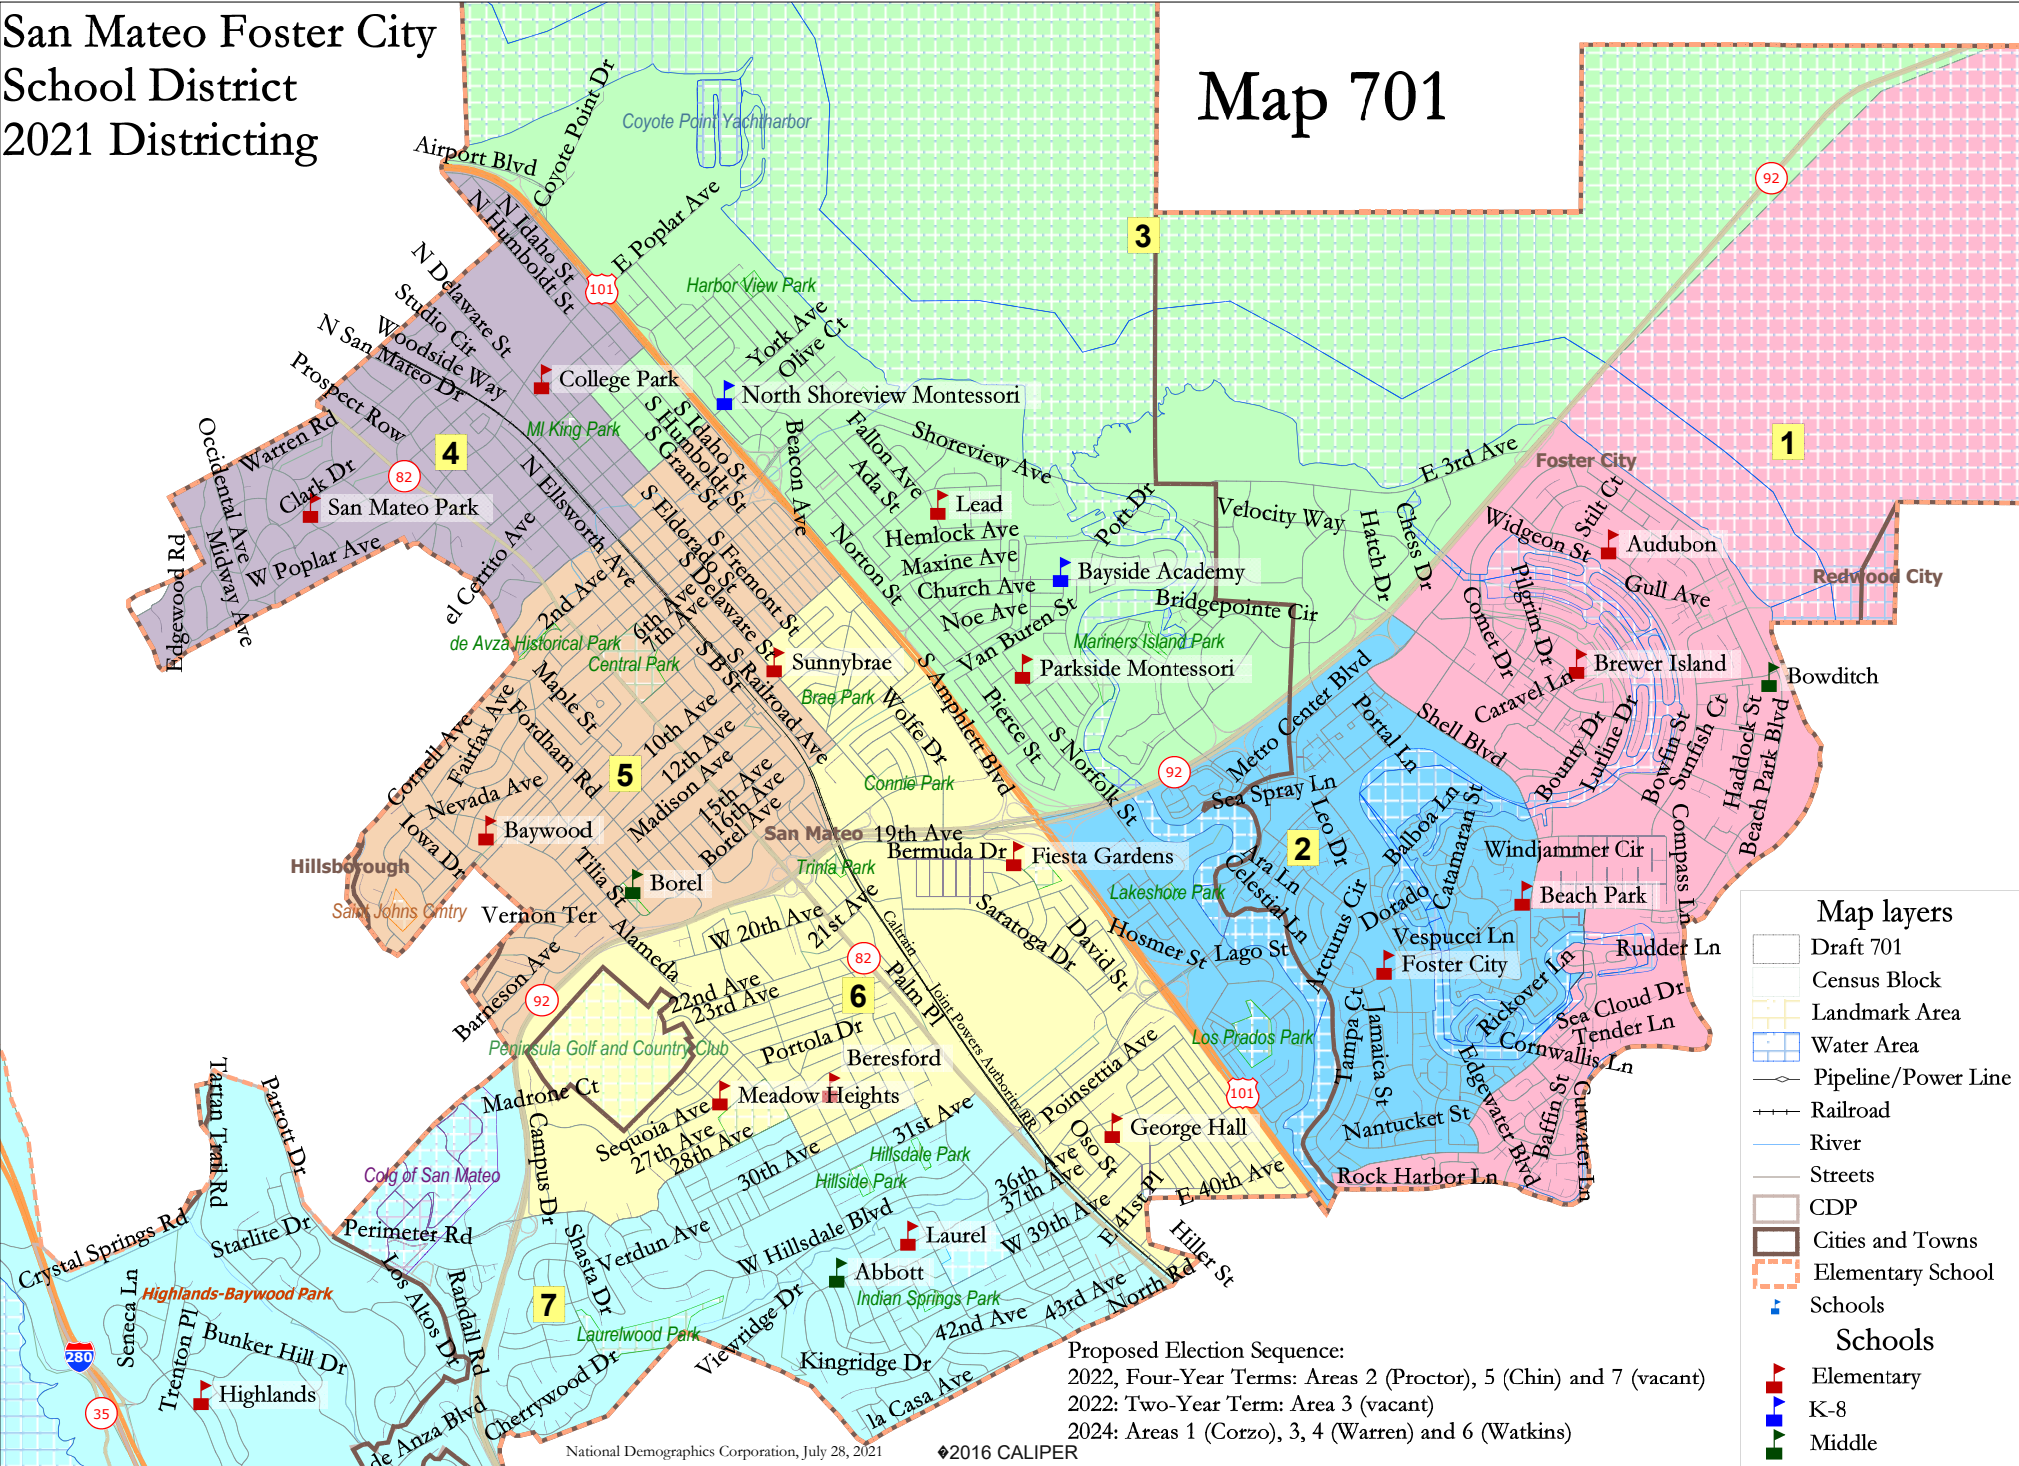 San Mateo Foster City
School District
2021 Districting
Map 701
Airport Blvd
Coyote Point Dr
Coyote Point Yachtharbor
N Idaho St
N Humboldt St
E Poplar Ave
101
92
3
N Delaware St
Studio Cir
Woodside Way
N San Mateo Dr
Prospect Row
Harbor View Park
York Ave
Olive Ct
College Park
North Shoreview Montessori
Ml King Park
S Idaho St
S Humboldt St
S Grant St
Beacon Ave
Fallon Ave
Ada St
Shoreview Ave
E 3rd Ave
Foster City
1
Occidental Ave
Warren Rd
Clark Dr
4
82
San Mateo Park
N Ellsworth Ave
S Eldorado St
S Fremont St
S Delaware St
Lead
Hemlock Ave
Maxine Ave
Church Ave
Noe Ave
Norton St
Port Dr
Velocity Way
Hatch Dr
Chess Dr
Widgeon St
Stilt Ct
Audubon
Edgewood Rd
Midway Ave
W Poplar Ave
el Cerrito Ave
2nd Ave
6th Ave
7th Ave
Bayside Academy
Bridgepointe Cir
Van Buren St
Mariners Island Park
Pilgrim Dr
Comet Dr
Gull Ave
Redwood City
de Avza Historical Park
Central Park
Sunnybrae
Brae Park
Parkside Montessori
Brewer Island
Bowditch
Caravel Ln
Maple St
S B St
S Railroad Ave
Wolfe Dr
S Amphlett Blvd
Pierce St
S Norfolk St
92
Metro Center Blvd
Portal Ln
Shell Blvd
Bounty Dr
Lurline Dr
Bowfin St
Sunfish Ct
Haddock St
Beach Park Blvd
Cornell Ave
Fairfax Ave
Fordham Rd
Nevada Ave
5
10th Ave
12th Ave
Madison Ave
15th Ave
16th Ave
Borel Ave
Connie Park
Sea Spray Ln
Leo Dr
2
Balboa Ln
Catamaran St
Windjammer Cir
Compass Ln
Iowa Dr
Baywood
San Mateo
19th Ave
Bermuda Dr
Fiesta Gardens
Hillsborough
Tilia St
Borel
Trinia Park
Lakeshore Park
Ara Ln
Celestial Ln
Arcturus Cir
Dorado
Beach Park
Saint Johns Cmtry
Vernon Ter
Alameda
W 20th Ave
21st Ave
Caltrain
Saratoga Dr
David St
Hosmer St
Lago St
Vespucci Ln
Foster City
Rudder Ln
Barneson Ave
92
22nd Ave
23rd Ave
82
6
Palm Pl
Joint Powers Authority RR
Rickover Ln
Sea Cloud Dr
Tender Ln
Cornwallis Ln
Peninsula Golf and Country Club
Portola Dr
Beresford
Meadow Heights
Los Prados Park
Tampa Ct
Jamaica St
Edgewater Blvd
Baffin St
Cutwater Ln
Tartan Trail Rd
Parrott Dr
Madrone Ct
Campus Dr
Sequoia Ave
27th Ave
28th Ave
31st Ave
30th Ave
Poinsettia Ave
101
George Hall
Oso St
Nantucket St
Rock Harbor Ln
Colg of San Mateo
Hillsdale Park
Hillside Park
36th Ave
37th Ave
W 39th Ave
E 41st Pl
E 40th Ave
Hiller St
Crystal Springs Rd
Starlite Dr
Perimeter Rd
Shasta Dr
Verdun Ave
W Hillsdale Blvd
Laurel
Abbott
Indian Springs Park
Highlands-Baywood Park
Seneca Ln
Trenton Pl
Bunker Hill Dr
Los Altos Dr
Randall Rd
7
Laurelwood Park
Viewridge Dr
Kingridge Dr
42nd Ave
43rd Ave
North Rd
280
35
Highlands
de Anza Blvd
Cherrywood Dr
la Casa Ave
Proposed Election Sequence:
2022, Four-Year Terms: Areas 2 (Proctor), 5 (Chin) and 7 (vacant)
2022: Two-Year Term: Area 3 (vacant)
2024: Areas 1 (Corzo), 3, 4 (Warren) and 6 (Watkins)
National Demographics Corporation, July 28, 2021
�2016 CALIPER
Map layers
Draft 701
Census Block
Landmark Area
Water Area
Pipeline/Power Line
Railroad
River
Streets
CDP
Cities and Towns
Elementary School
Schools
Schools
Elementary
K-8
Middle